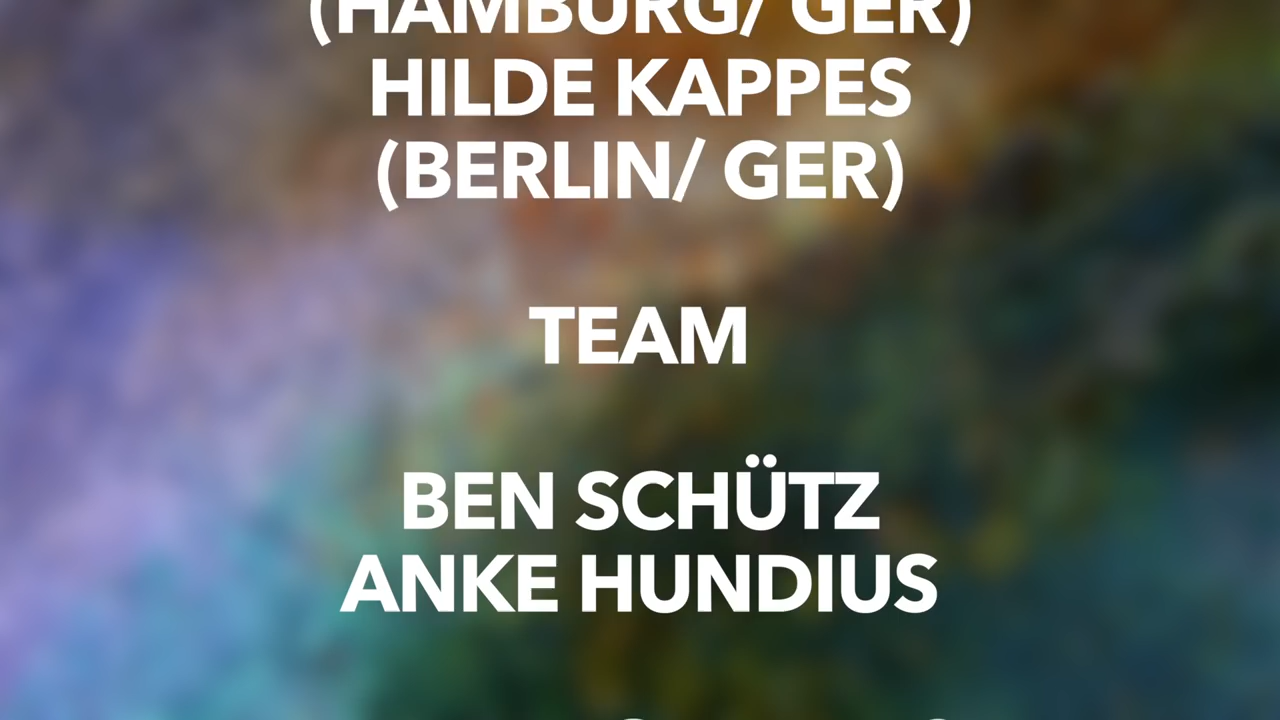 (HAMBURG/ GER)
HILDE KAPPES
(BERLIN/ GER)
TEAM
BEN SCHÜTZ
ANKE HUNDIUS